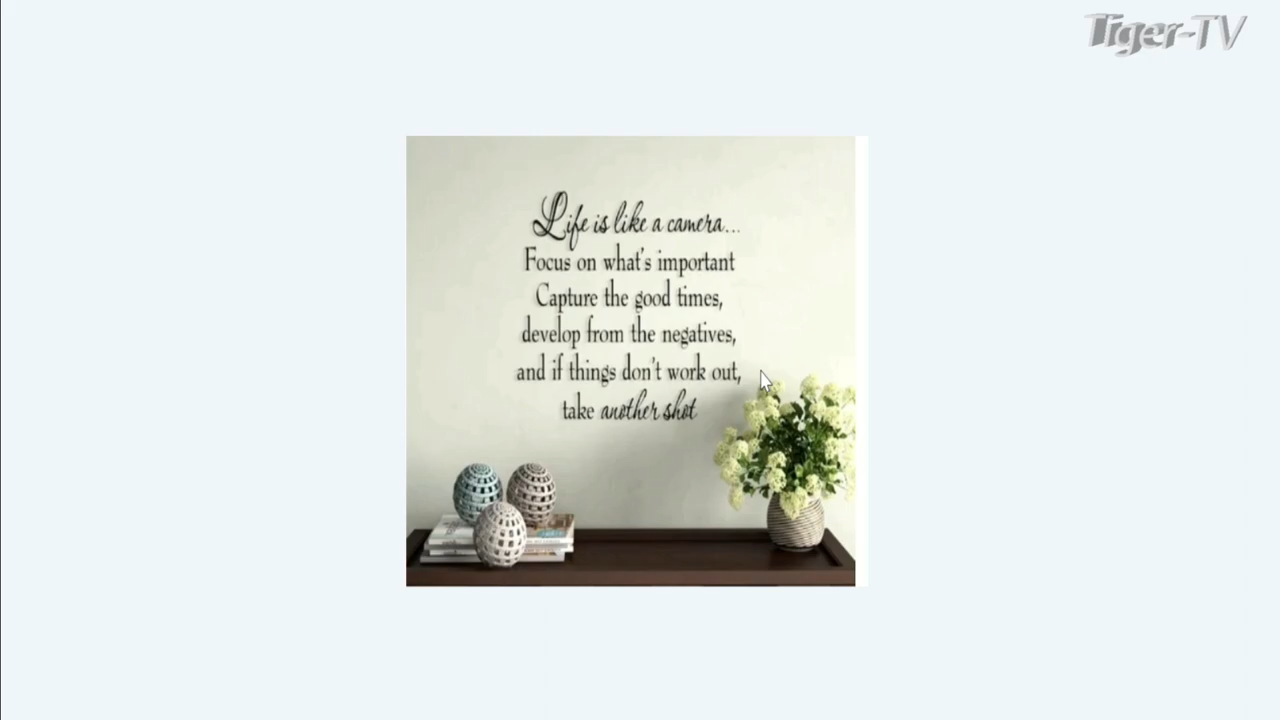 Tiger-TV
Life is like a camera...
Focus on what's important
Capture the good times,
develop from the negatives,
and if things don't work out,
take another shot